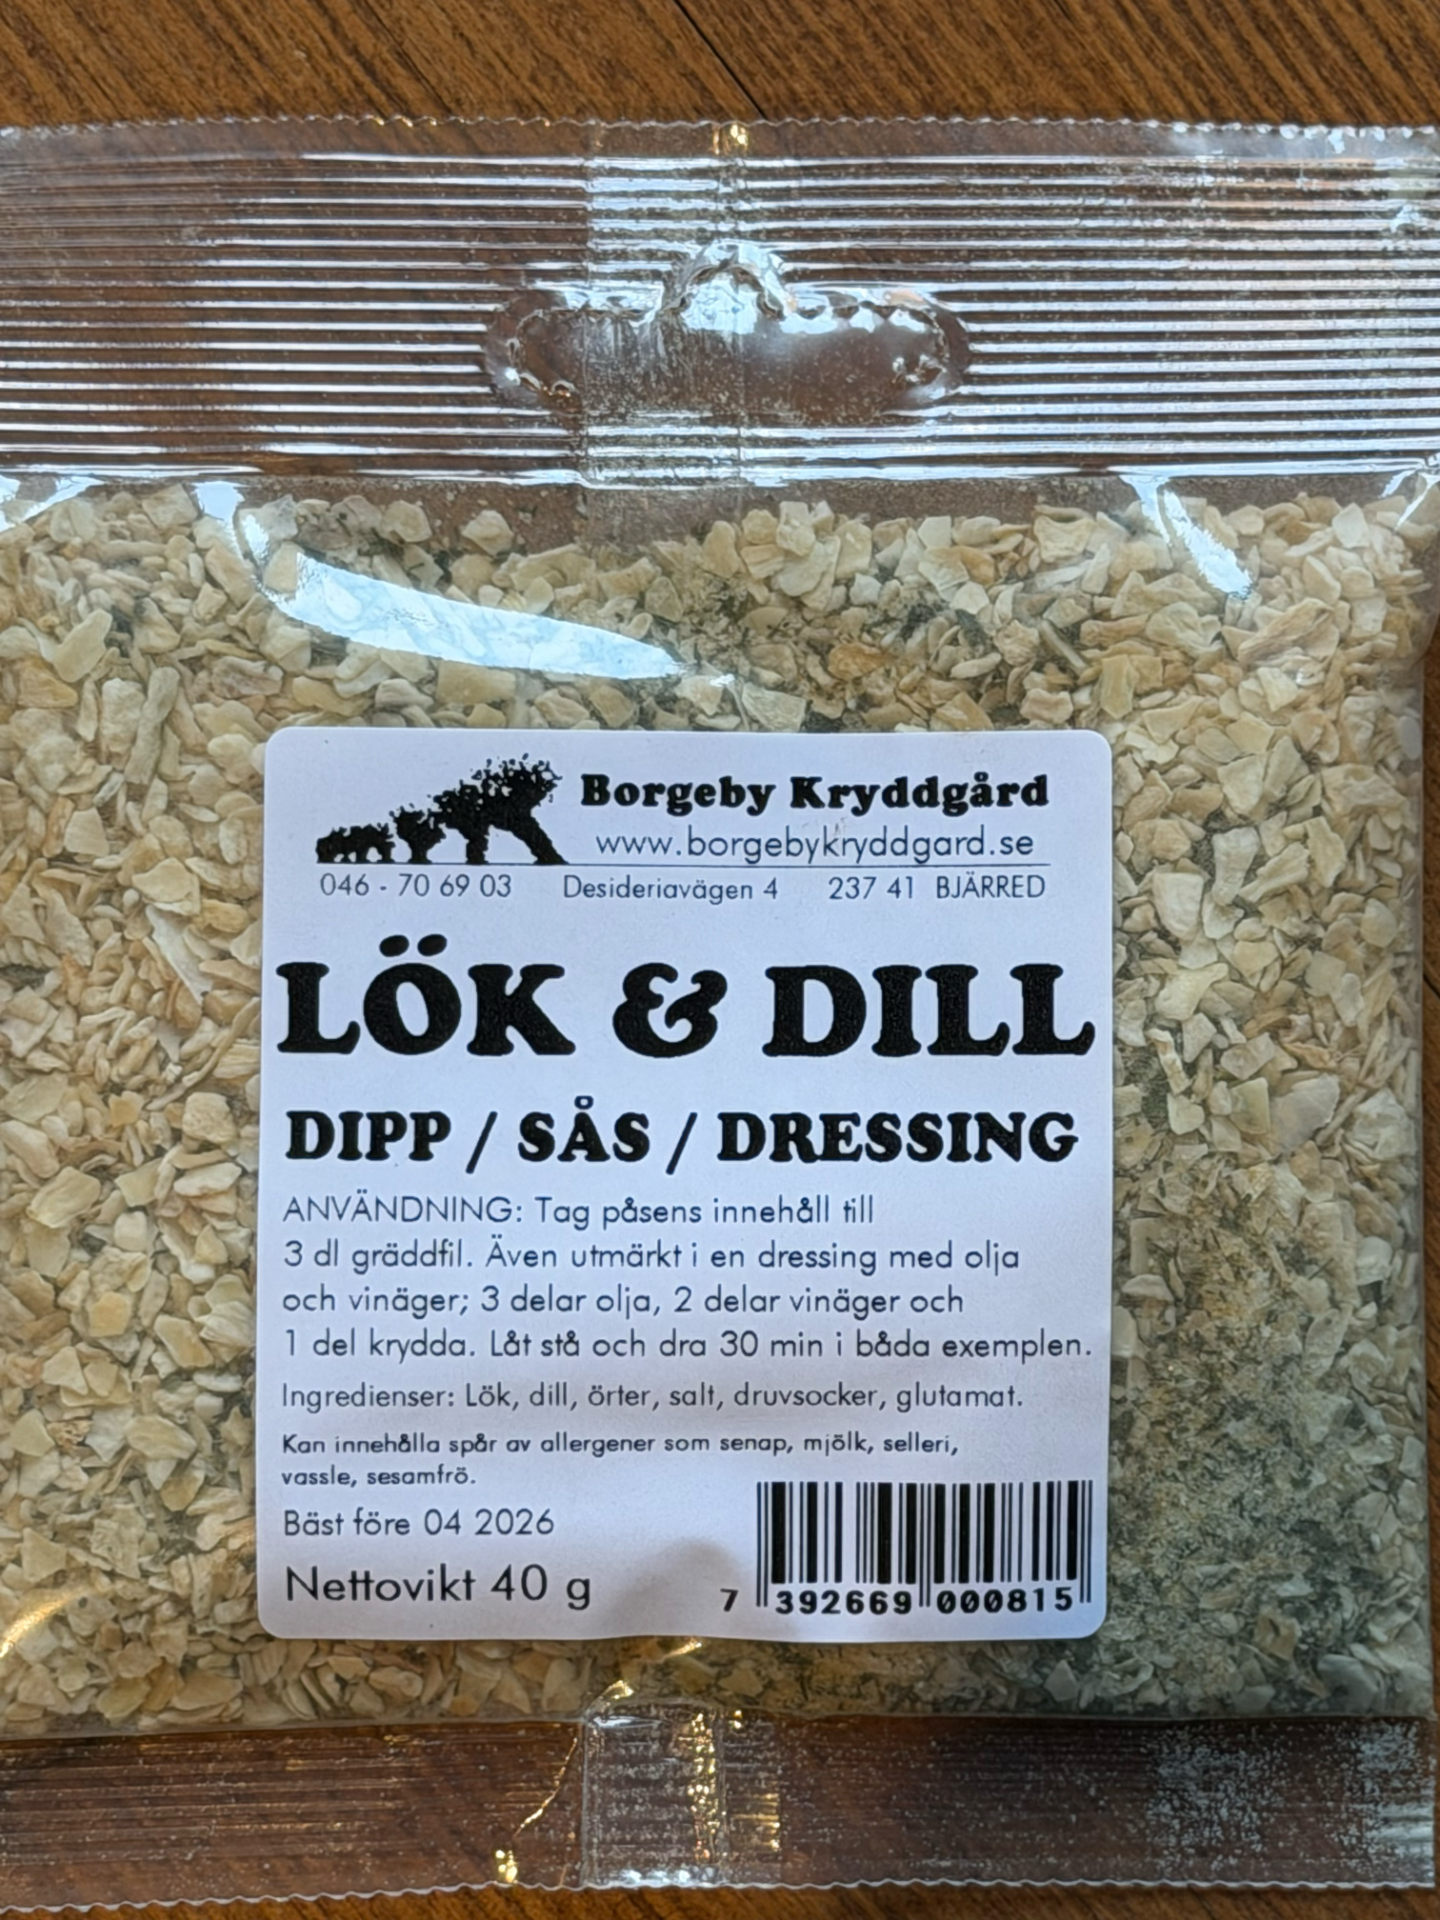 Borgeby Kryddgård
www.borgebykryddgard.se
046 - 70 69 03 Desideriavägen 4 237 41 BJÄRRED
LÖK & DILL
DIPP / SÅS / DRESSING
ANVÄNDNING: Tag påsens innehåll till
3 dl gräddfil. Även utmärkt i en dressing med olja
och vinäger; 3 delar olja, 2 delar vinäger och
1 del krydda. Låt stå och dra 30 min i båda exemplen.
Ingredienser: Lök, dill, örter, salt, druvsocker, glutamat.
Kan innehålla spår av allergener som senap, mjölk, selleri,
vassle, sesamfrö.
Bäst före 04 2026
Nettovikt 40 g
7 392669 000815